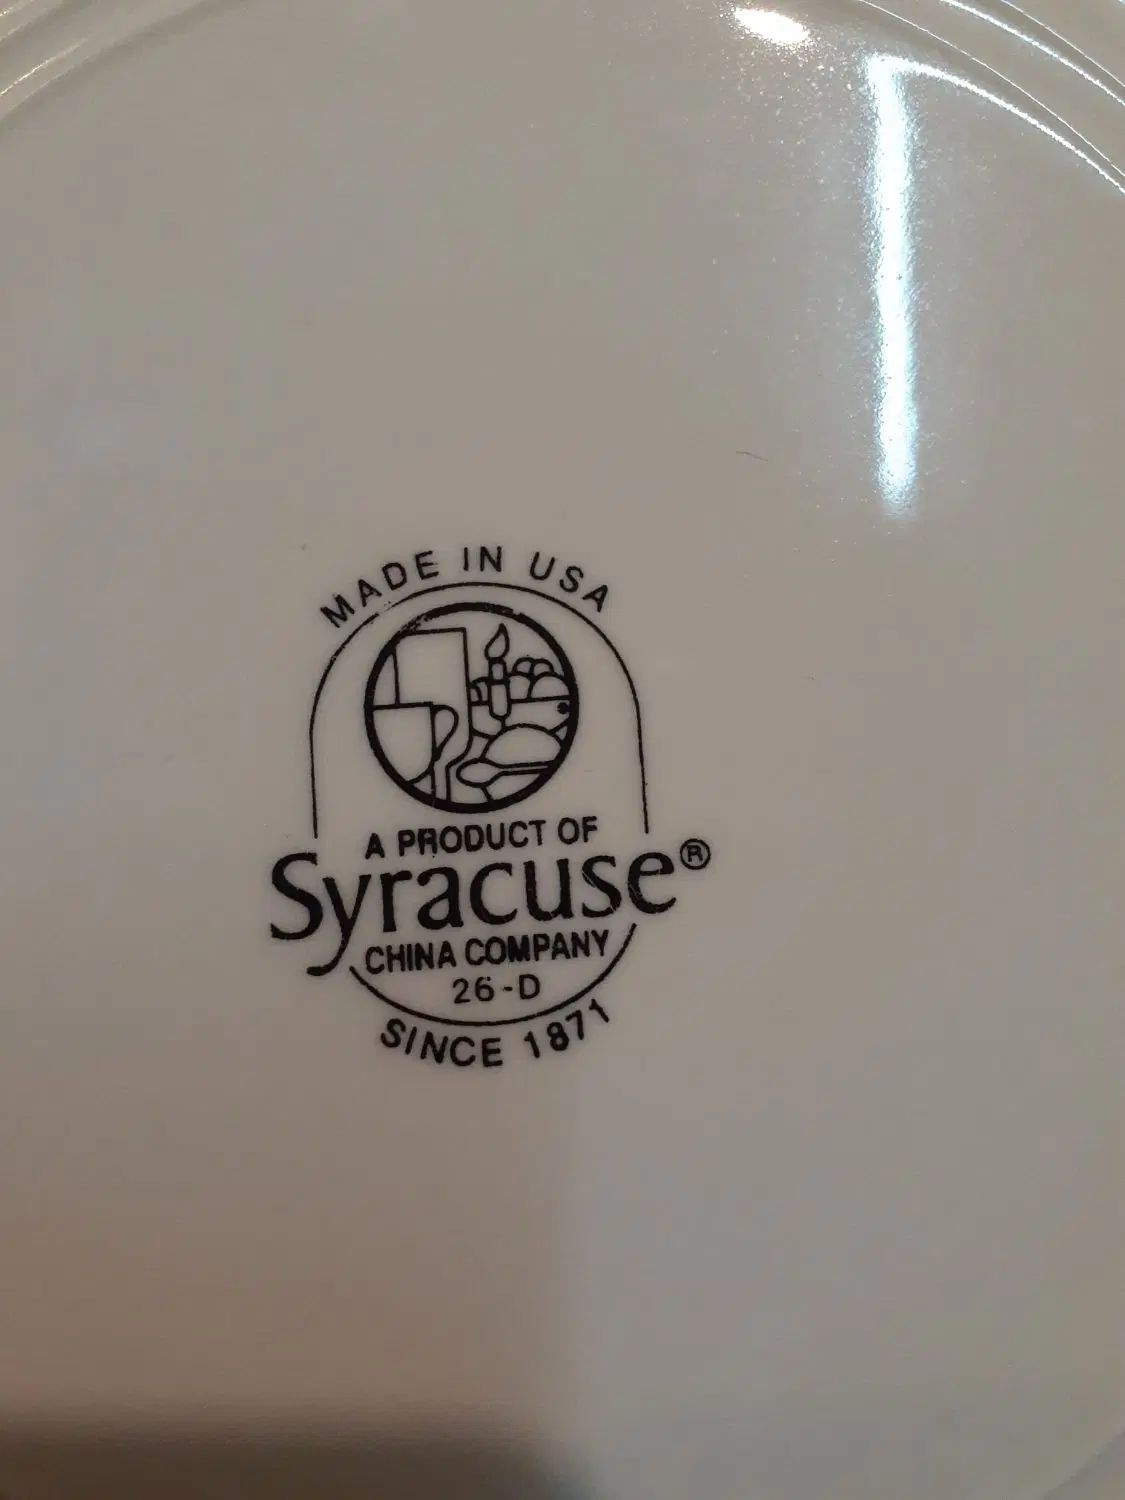 MADE IN USA
A PRODUCT OF
Syracuse®
CHINA COMPANY
26-D
SINCE 1871